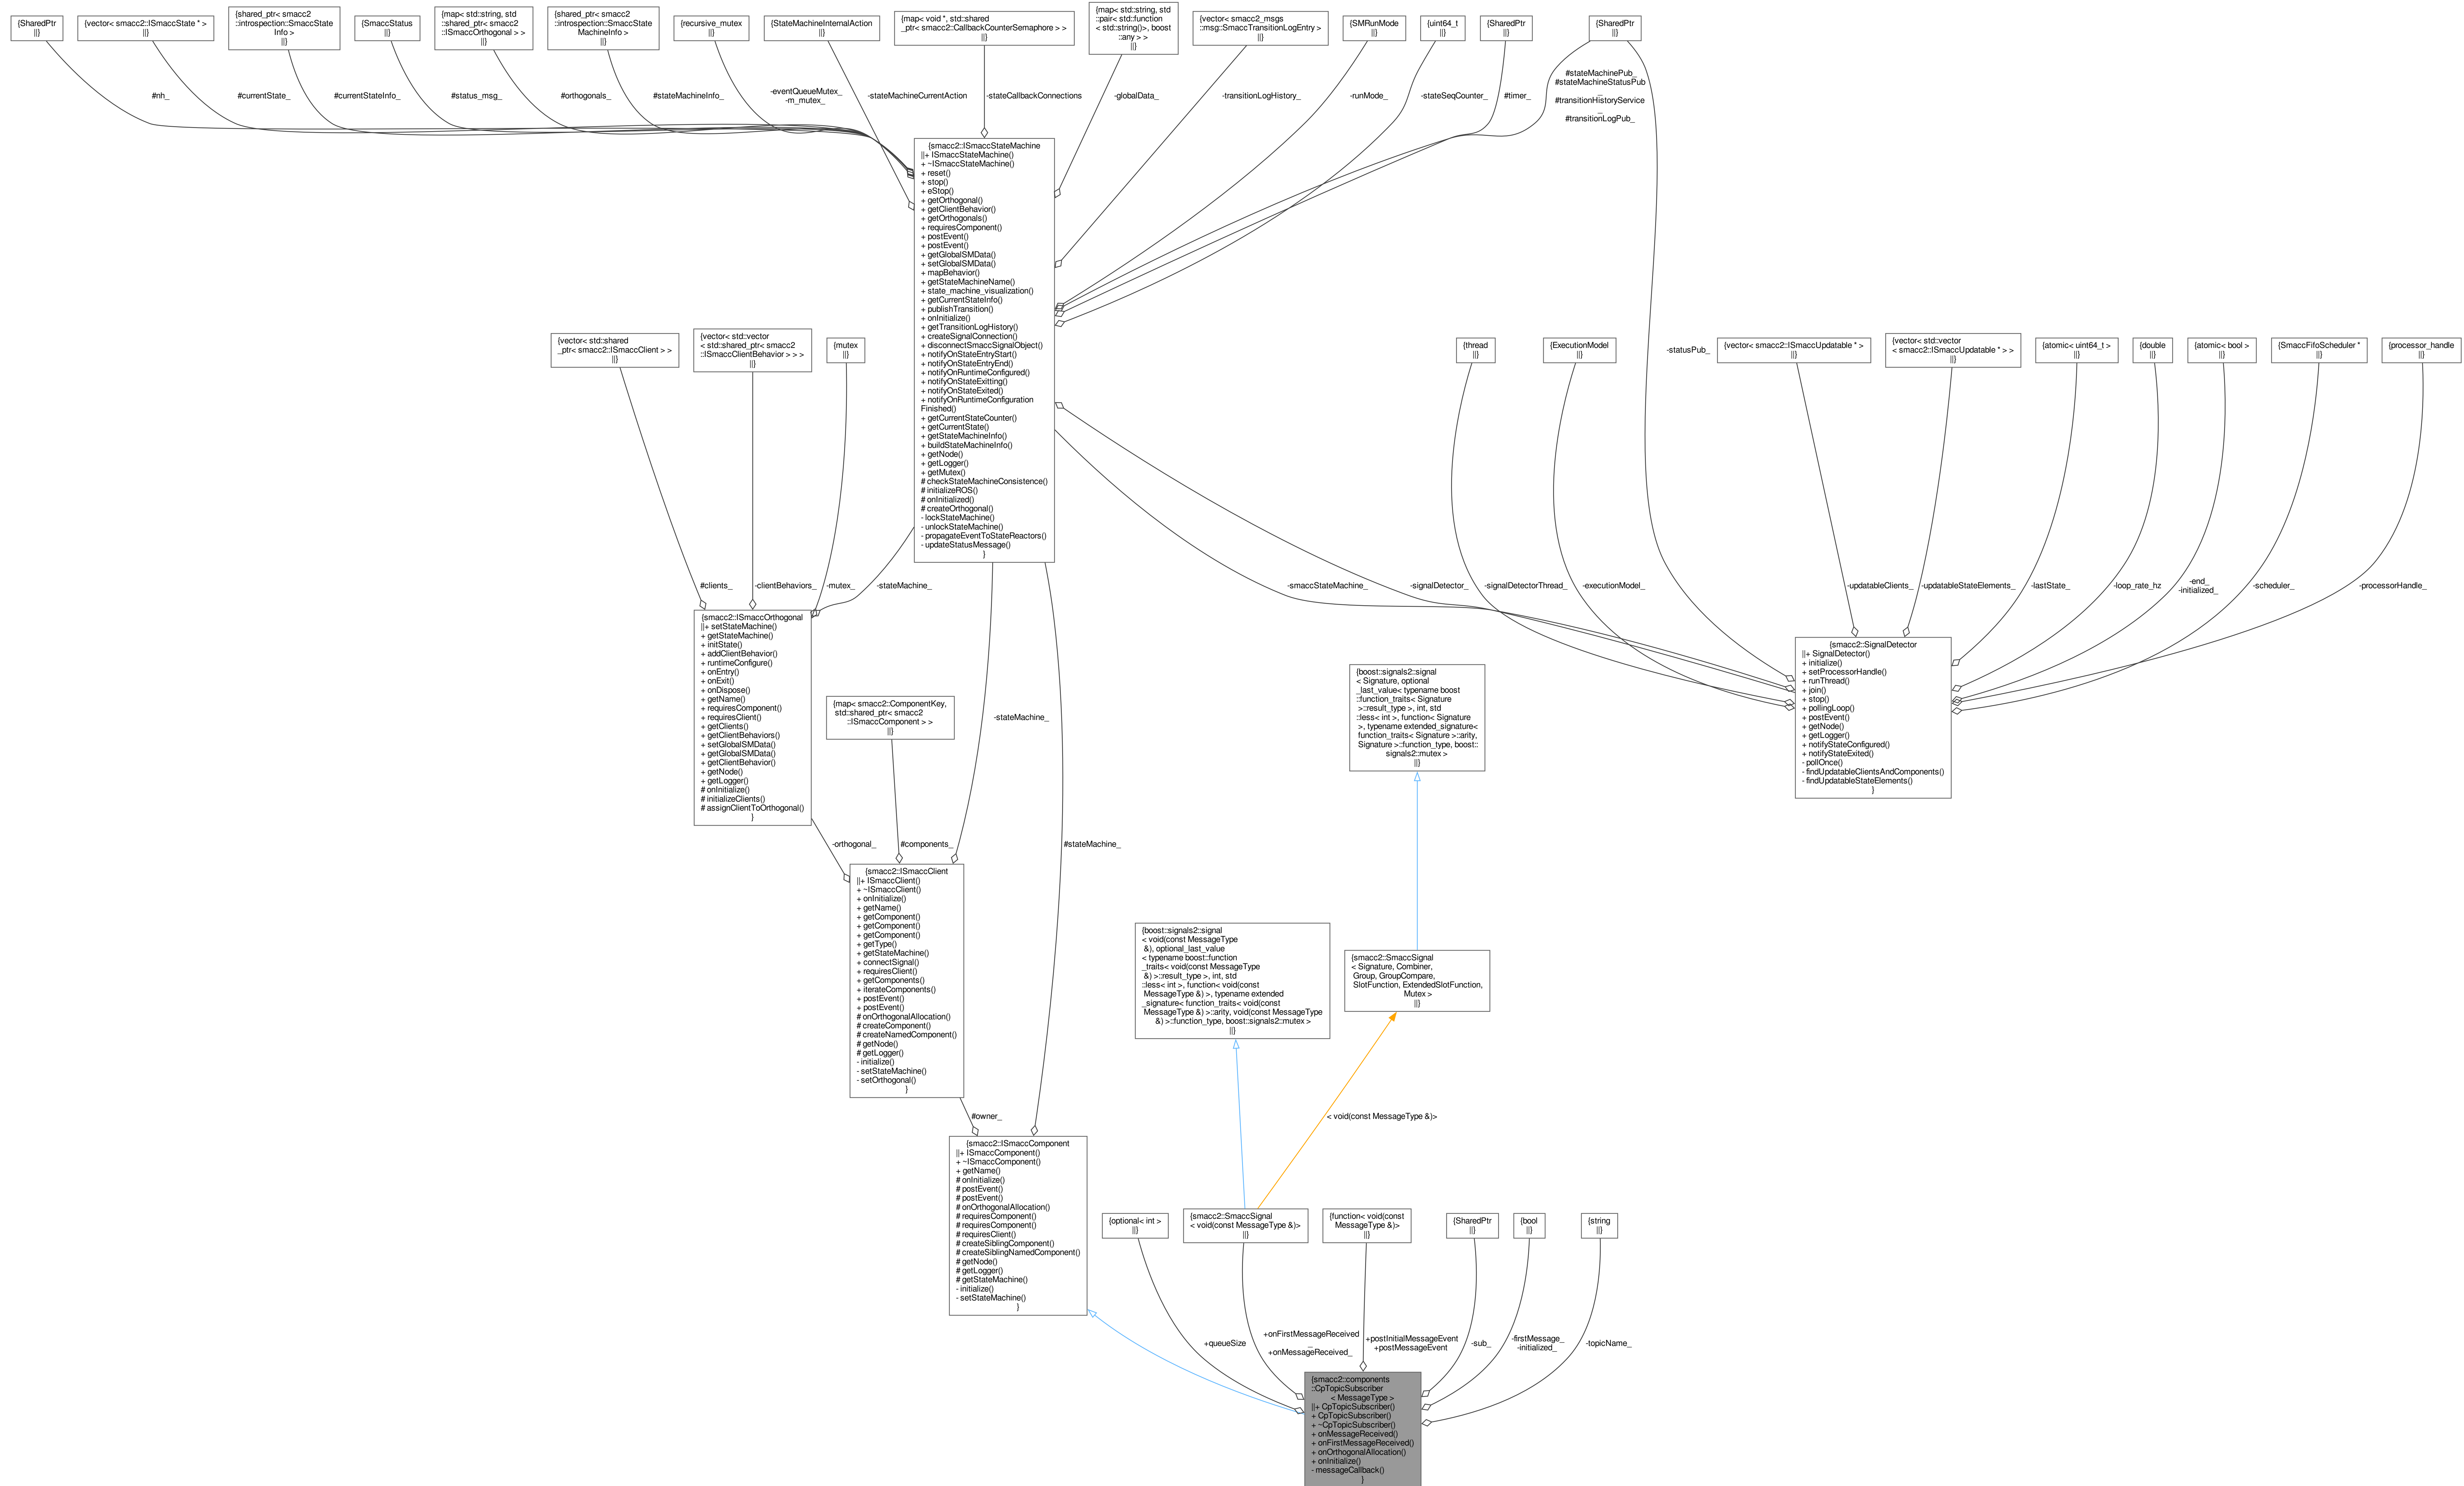 {SharedPtr
||}
{vector< smacc2::ISmaccState * >
||}
{shared_ptr< smacc2
::introspection::SmaccState
Info >
||}
{SmaccStatus
||}
{map< std::string, std
::shared_ptr< smacc2
::ISmaccOrthogonal > >
||}
{shared_ptr< smacc2
::introspection::SmaccState
MachineInfo >
||}
{recursive_mutex
||}
{StateMachineInternalAction
||}
{map< void *, std::shared
_ptr< smacc2::CallbackCounterSemaphore > >
||}
{map< std::string, std
::pair< std::function
< std::string()>, boost
::any > >
||}
{vector< smacc2_msgs
::msg::SmaccTransitionLogEntry >
||}
{SMRunMode
||}
{uint64_t
||}
{SharedPtr
||}
{SharedPtr
||}
#nh_
#currentState_
#currentStateInfo_
#status_msg_
#orthogonals_
#stateMachineInfo_
-eventQueueMutex_
-m_mutex_
-stateMachineCurrentAction
-stateCallbackConnections
-globalData_
-transitionLogHistory_
-runMode_
-stateSeqCounter_
#timer_
#stateMachinePub_
#stateMachineStatusPub
_
#transitionHistoryService
_
#transitionLogPub_
{smacc2::ISmaccStateMachine
||+ ISmaccStateMachine()
+ ~ISmaccStateMachine()
+ reset()
+ stop()
+ eStop()
+ getOrthogonal()
+ getClientBehavior()
+ getOrthogonals()
+ requiresComponent()
+ postEvent()
+ postEvent()
+ getGlobalSMData()
+ setGlobalSMData()
+ mapBehavior()
+ getStateMachineName()
+ state_machine_visualization()
+ getCurrentStateInfo()
+ publishTransition()
+ onInitialize()
+ getTransitionLogHistory()
+ createSignalConnection()
+ disconnectSmaccSignalObject()
+ notifyOnStateEntryStart()
+ notifyOnStateEntryEnd()
+ notifyOnRuntimeConfigured()
+ notifyOnStateExitting()
+ notifyOnStateExited()
+ notifyOnRuntimeConfiguration
Finished()
+ getCurrentStateCounter()
+ getCurrentState()
+ getStateMachineInfo()
+ buildStateMachineInfo()
+ getNode()
+ getLogger()
+ getMutex()
# checkStateMachineConsistence()
# initializeROS()
# onInitialized()
# createOrthogonal()
- lockStateMachine()
- unlockStateMachine()
- propagateEventToStateReactors()
- updateStatusMessage()
}
{vector< std::shared
_ptr< smacc2::ISmaccClient > >
||}
{vector< std::vector
< std::shared_ptr< smacc2
::ISmaccClientBehavior > > >
||}
{mutex
||}
{thread
||}
{ExecutionModel
||}
-statusPub_
{vector< smacc2::ISmaccUpdatable * >
||}
{vector< std::vector
< smacc2::ISmaccUpdatable * > >
||}
{atomic< uint64_t >
||}
{double
||}
{atomic< bool >
||}
{SmaccFifoScheduler *
||}
{processor_handle
||}
#clients_
-clientBehaviors_
-mutex_
-stateMachine_
-smaccStateMachine_
-signalDetector_
-signalDetectorThread_
-executionModel_
-updatableClients_
-updatableStateElements_
-lastState_
-loop_rate_hz
-end_
-initialized_
-scheduler_
-processorHandle_
{smacc2::ISmaccOrthogonal
||+ setStateMachine()
+ getStateMachine()
+ initState()
+ addClientBehavior()
+ runtimeConfigure()
+ onEntry()
+ onExit()
+ onDispose()
+ getName()
+ requiresComponent()
+ requiresClient()
+ getClients()
+ getClientBehaviors()
+ setGlobalSMData()
+ getGlobalSMData()
+ getClientBehavior()
+ getNode()
+ getLogger()
# onInitialize()
# initializeClients()
# assignClientToOrthogonal()
}
{smacc2::SignalDetector
||+ SignalDetector()
+ initialize()
+ setProcessorHandle()
+ runThread()
+ join()
+ stop()
+ pollingLoop()
+ postEvent()
+ getNode()
+ getLogger()
+ notifyStateConfigured()
+ notifyStateExited()
- pollOnce()
- findUpdatableClientsAndComponents()
- findUpdatableStateElements()
}
{boost::signals2::signal
< Signature, optional
_last_value< typename boost
::function_traits< Signature
>::result_type >, int, std
::less< int >, function< Signature
>, typename extended_signature<
function_traits< Signature >::arity,
Signature >::function_type, boost::
signals2::mutex >
||}
{map< smacc2::ComponentKey,
std::shared_ptr< smacc2
::ISmaccComponent > >
||}
-stateMachine_
-orthogonal_
#components_
#stateMachine_
{smacc2::ISmaccClient
||+ ISmaccClient()
+ ~ISmaccClient()
+ onInitialize()
+ getName()
+ getComponent()
+ getComponent()
+ getComponent()
+ getType()
+ getStateMachine()
+ connectSignal()
+ requiresClient()
+ getComponents()
+ iterateComponents()
+ postEvent()
+ postEvent()
# onOrthogonalAllocation()
# createComponent()
# createNamedComponent()
# getNode()
# getLogger()
- initialize()
- setStateMachine()
- setOrthogonal()
}
{boost::signals2::signal
< void(const MessageType
&), optional_last_value
< typename boost::function
_traits< void(const MessageType
&) >::result_type >, int, std
::less< int >, function< void(const
MessageType &) >, typename extended
_signature< function_traits< void(const
MessageType &) >::arity, void(const MessageType
&) >::function_type, boost::signals2::mutex >
||}
{smacc2::SmaccSignal
< Signature, Combiner,
Group, GroupCompare,
SlotFunction, ExtendedSlotFunction,
Mutex >
||}
#owner_
< void(const MessageType &)>
{smacc2::ISmaccComponent
||+ ISmaccComponent()
+ ~ISmaccComponent()
+ getName()
# onInitialize()
# postEvent()
# postEvent()
# onOrthogonalAllocation()
# requiresComponent()
# requiresComponent()
# requiresClient()
# createSiblingComponent()
# createSiblingNamedComponent()
# getNode()
# getLogger()
# getStateMachine()
- initialize()
- setStateMachine()
}
{optional< int >
||}
{smacc2::SmaccSignal
< void(const MessageType &)>
||}
{function< void(const
MessageType &)>
||}
{SharedPtr
||}
{bool
||}
{string
||}
+queueSize
+onFirstMessageReceived
_
+onMessageReceived_
+postInitialMessageEvent
+postMessageEvent
-sub_
-firstMessage_
-initialized_
-topicName_
{smacc2::components
::CpTopicSubscriber
< MessageType >
||+ CpTopicSubscriber()
+ CpTopicSubscriber()
+ ~CpTopicSubscriber()
+ onMessageReceived()
+ onFirstMessageReceived()
+ onOrthogonalAllocation()
+ onInitialize()
- messageCallback()
}